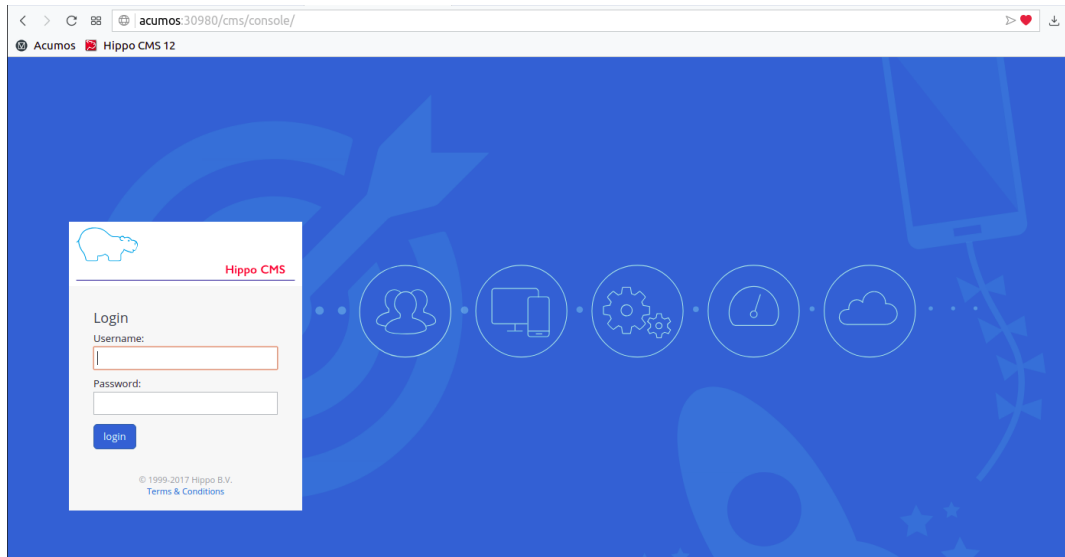 acumos:30980/cms/console/
Acumos Hippo CMS 12
Hippo CMS
Login
Username:
Password:
login
© 1999-2017 Hippo B.V.
Terms & Conditions